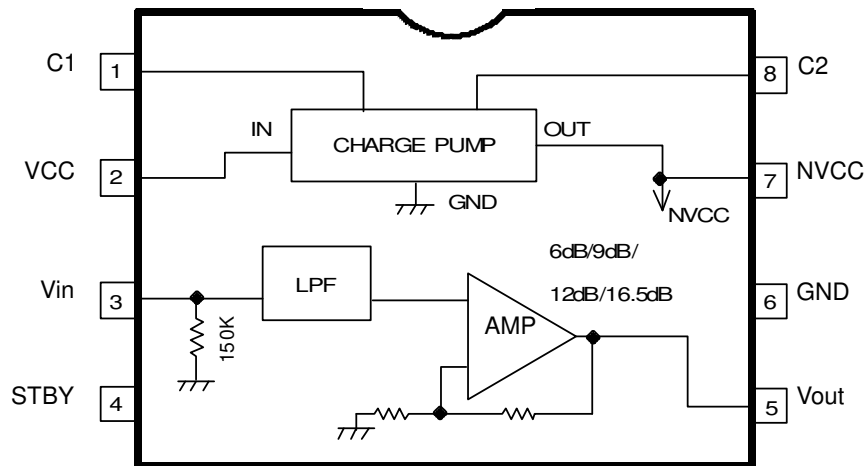 C1
1
8
C2
IN
CHARGE PUMP
OUT
VCC
2
7
NVCC
GND
NVCC
6dB/9dB/
12dB/16.5dB
Vin
3
LPF
6
GND
150K
AMP
STBY
4
5
Vout